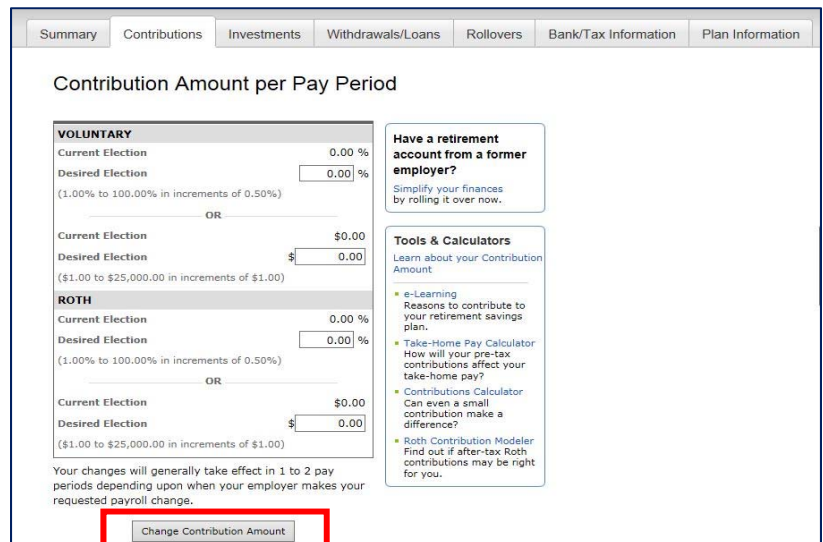 Summary Contributions Investments Withdrawals/Loans Rollovers Bank/Tax Information Plan Information
Contribution Amount per Pay Period
VOLUNTARY
Current Election 0.00 %
Desired Election 0.00 %
(1.00% to 100.00% in increments of 0.50%)
OR
Current Election $0.00
Desired Election $ 0.00
($1.00 to $25,000.00 in increments of $1.00)
ROTH
Current Election 0.00 %
Desired Election 0.00 %
(1.00% to 100.00% in increments of 0.50%)
OR
Current Election $0.00
Desired Election $ 0.00
($1.00 to $25,000.00 in increments of $1.00)
Your changes will generally take effect in 1 to 2 pay
periods depending upon when your employer makes your
requested payroll change.
Change Contribution Amount
Have a retirement
account from a former
employer?
Simplify your finances
by rolling it over now.
Tools & Calculators
Learn about your Contribution
Amount
e-Learning
Reasons to contribute to
your retirement savings
plan.
Take-Home Pay Calculator
How will your pre-tax
contributions affect your
take-home pay?
Contributions Calculator
Can even a small
contribution make a
difference?
Roth Contribution Modeler
Find out if after-tax Roth
contributions may be right
for you.